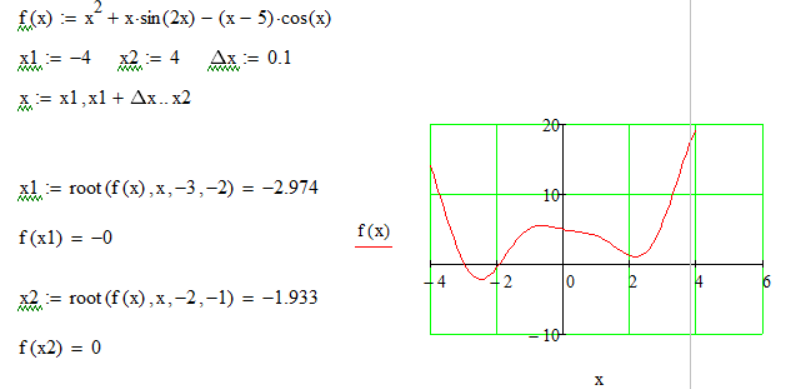 f(x) := x² + x·sin(2x) − (x − 5)·cos(x)
x1 := −4 x2 := 4 Δx := 0.1
x := x1, x1 + Δx.. x2
x1 := root(f(x), x, −3, −2) = −2.974
f(x1) = −0
x2 := root(f(x), x, −2, −1) = −1.933
f(x2) = 0
20
10
f(x)
−4 −2 0 2 4 6
−10
x